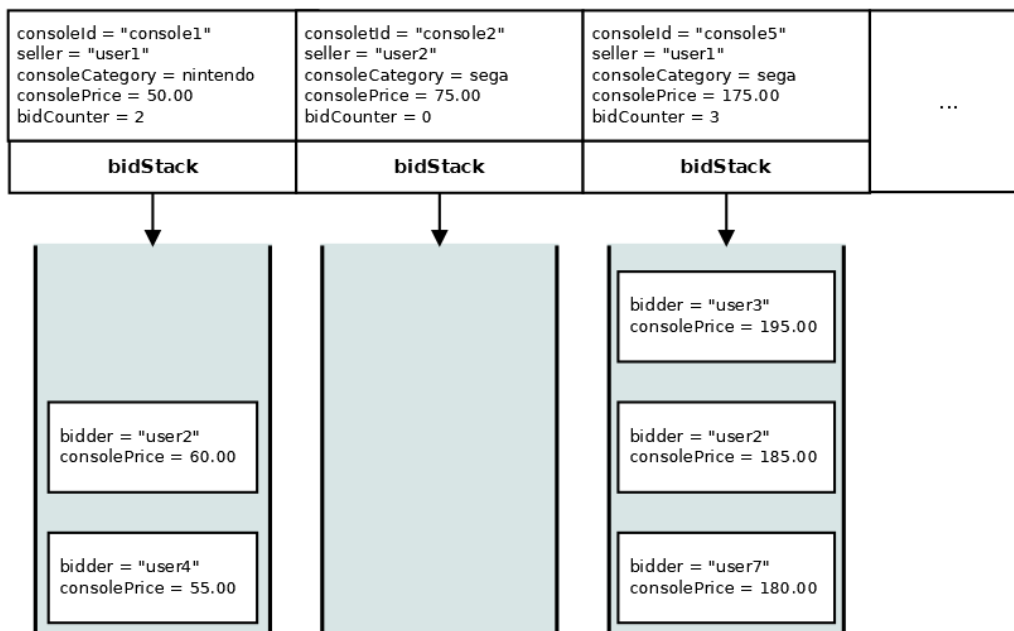 consoleId = "console1"
seller = "user1"
consoleCategory = nintendo
consolePrice = 50.00
bidCounter = 2
bidStack
consoletId = "console2"
seller = "user2"
consoleCategory = sega
consolePrice = 75.00
bidCounter = 0
bidStack
consoleId = "console5"
seller = "user1"
consoleCategory = sega
consolePrice = 175.00
bidCounter = 3
bidStack
...
bidder = "user2"
consolePrice = 60.00
bidder = "user4"
consolePrice = 55.00
bidder = "user3"
consolePrice = 195.00
bidder = "user2"
consolePrice = 185.00
bidder = "user7"
consolePrice = 180.00